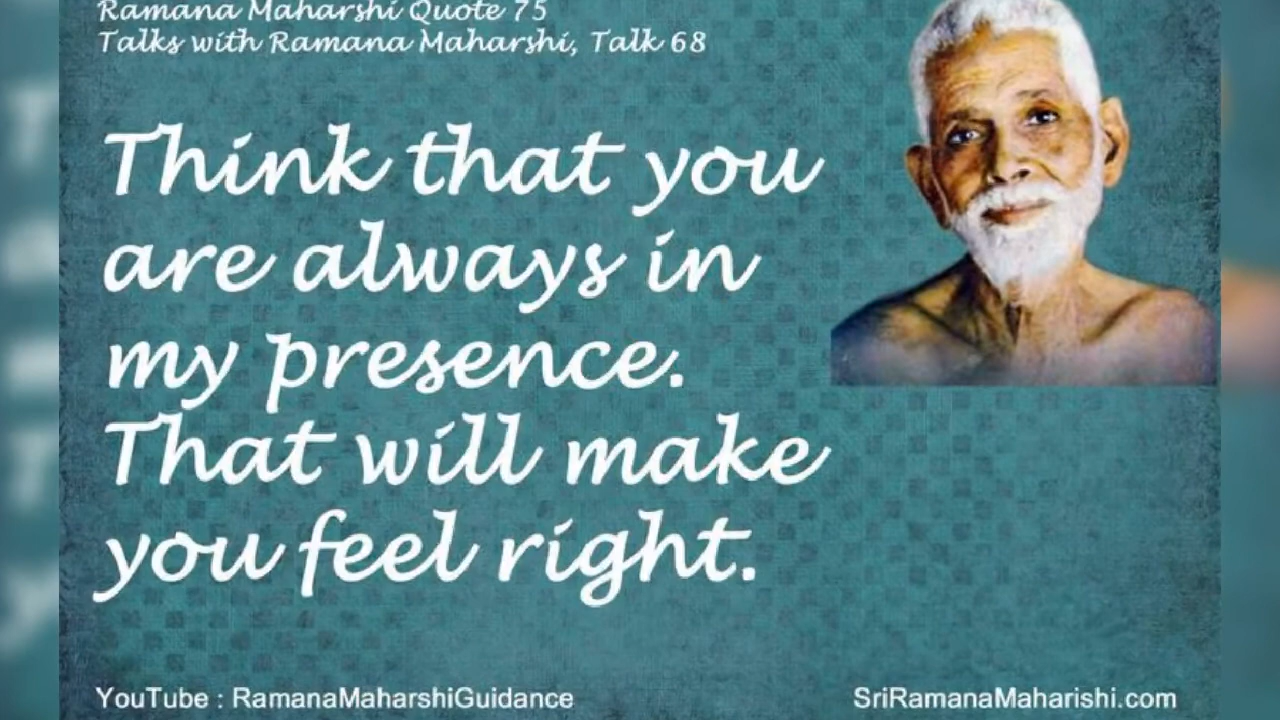 Ramana Maharshi Quote 75
Talks with Ramana Maharshi, Talk 68
Think that you
are always in
my presence.
That will make
you feel right.
YouTube : RamanaMaharshiGuidance
SriRamanaMaharishi.com